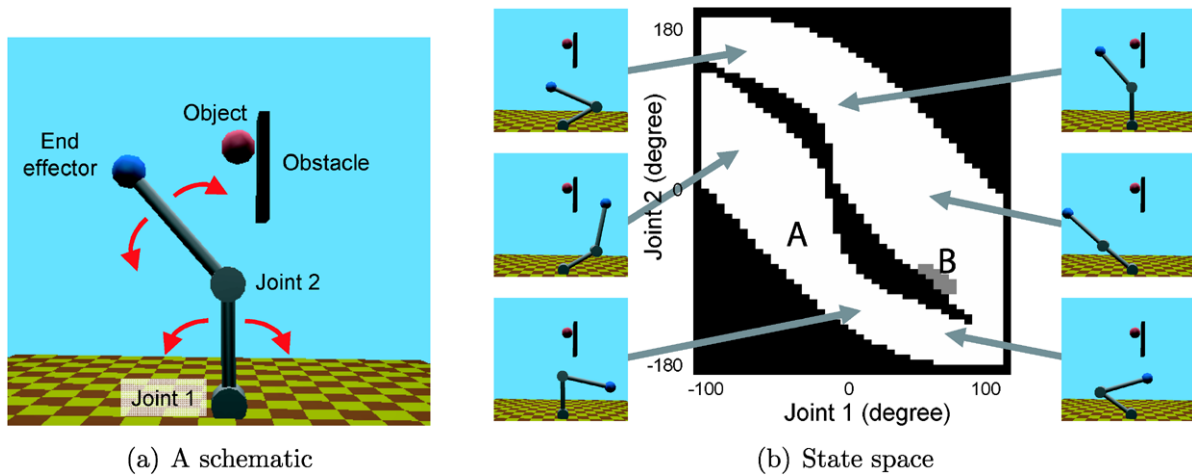 Object
End
effector
Obstacle
Joint 2
Joint 1
(a) A schematic
180
0
-180
Joint 2 (degree)
A
B
-100
0
100
Joint 1 (degree)
(b) State space